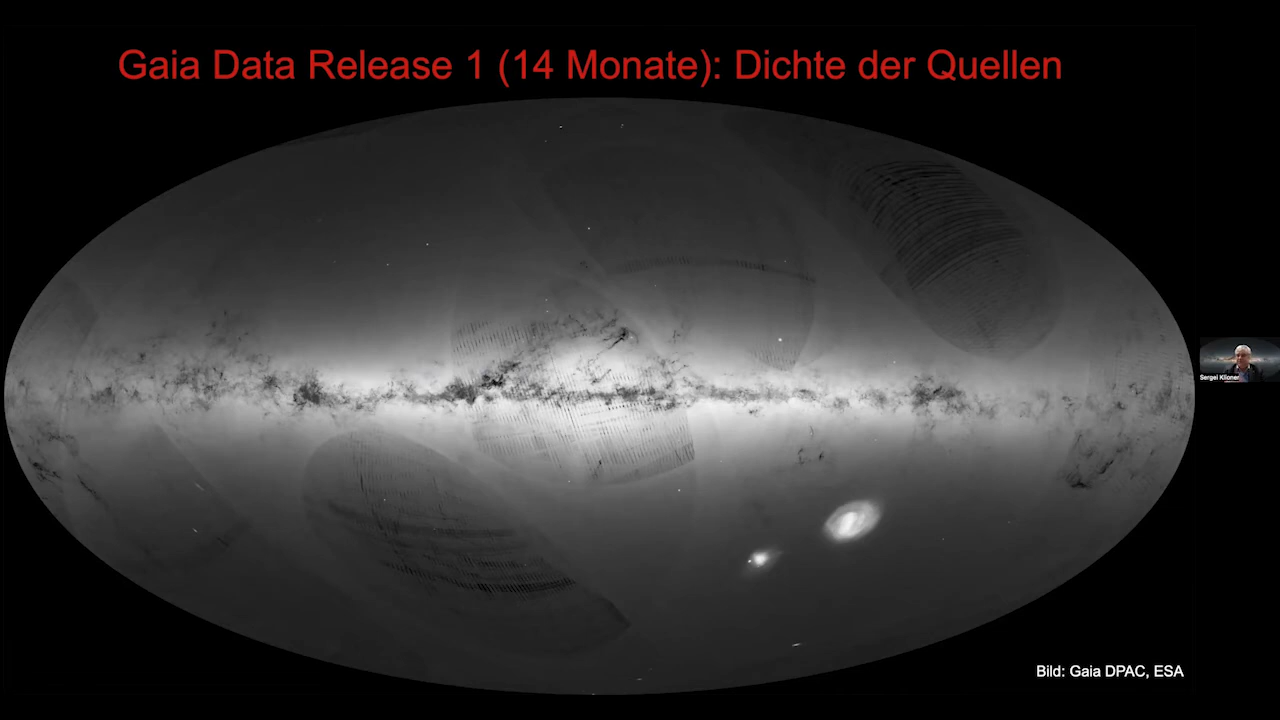 Gaia Data Release 1 (14 Monate): Dichte der Quellen
Sergei Klioner
Bild: Gaia DPAC, ESA